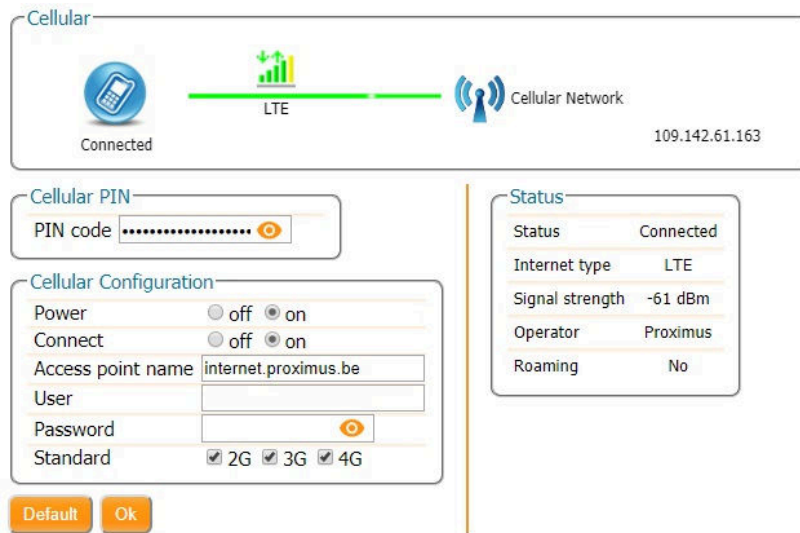 Cellular
LTE
Connected
Cellular Network
109.142.61.163
Cellular PIN
PIN code •••••••••••••••••••
Cellular Configuration
Power off on
Connect off on
Access point name internet.proximus.be
User
Password
Standard 2G 3G 4G
Default Ok
Status
Status Connected
Internet type LTE
Signal strength -61 dBm
Operator Proximus
Roaming No